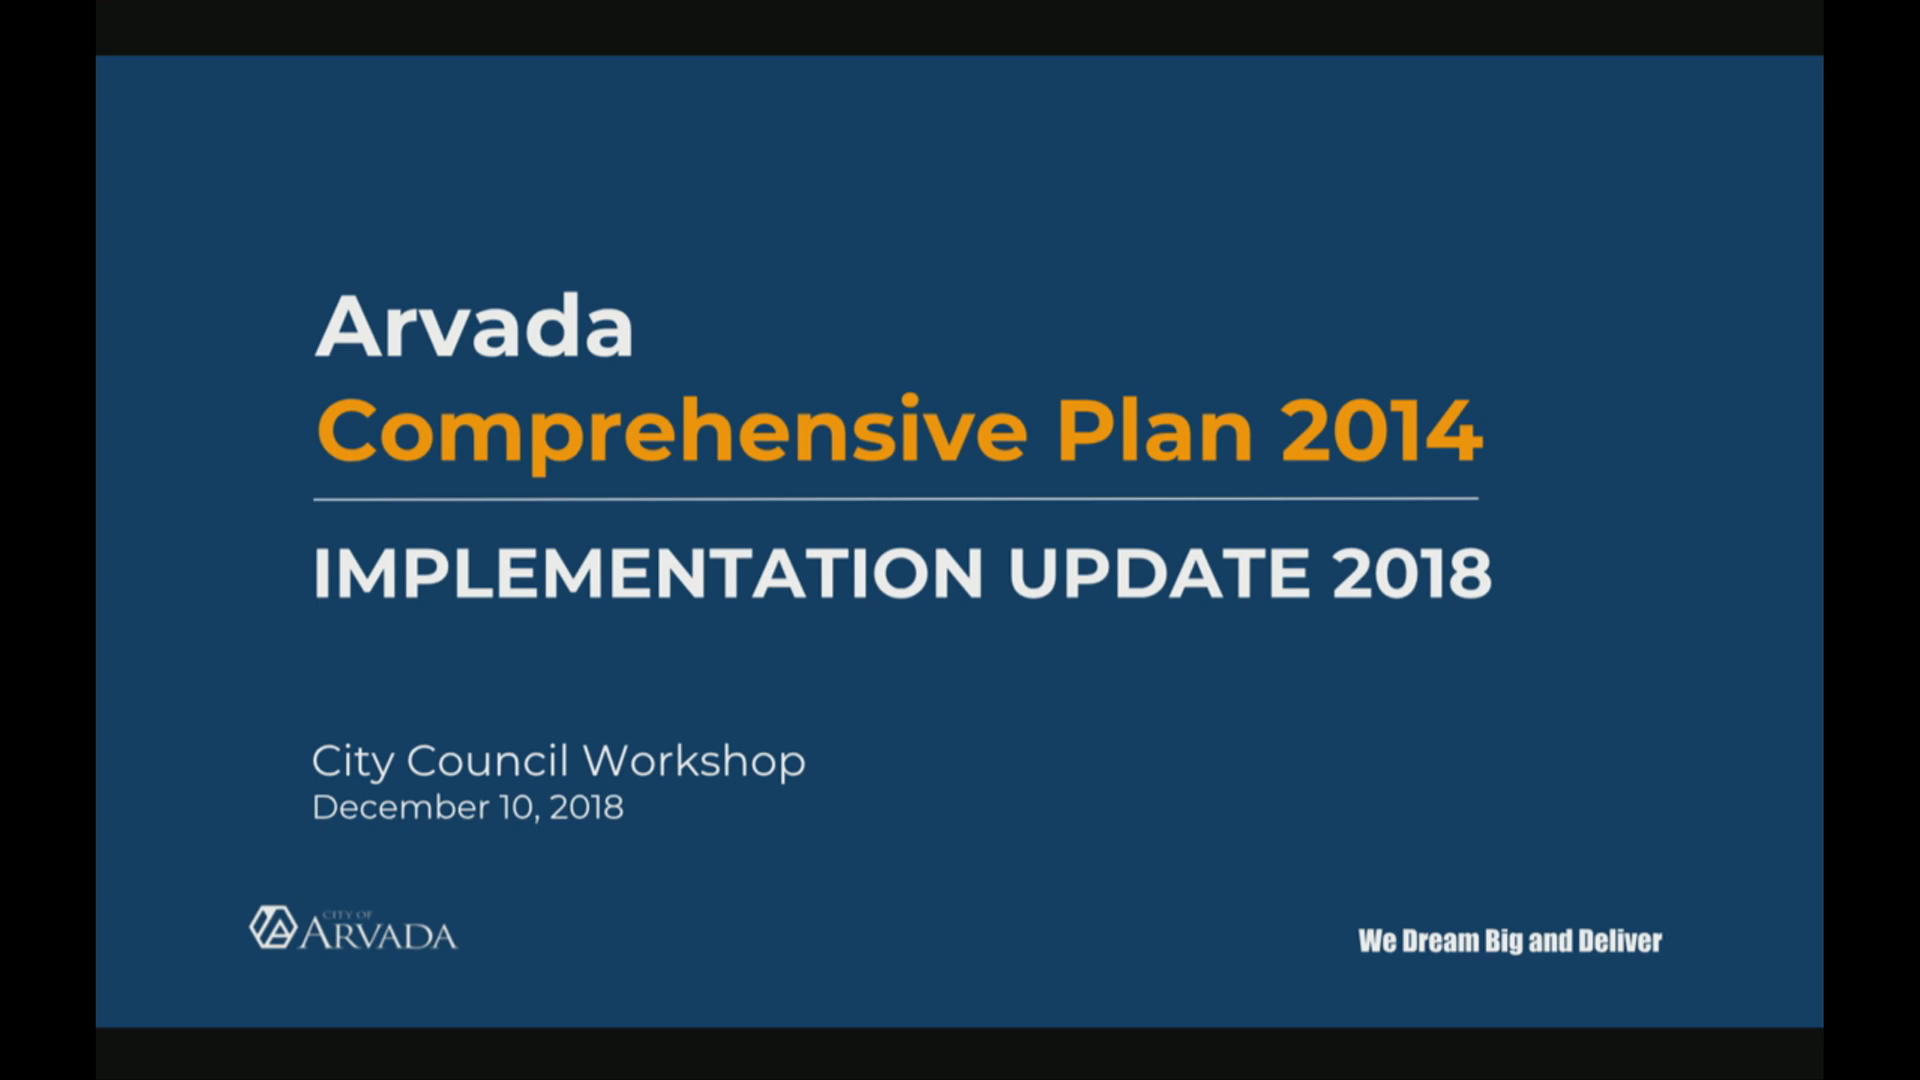 Arvada
Comprehensive Plan 2014
IMPLEMENTATION UPDATE 2018
City Council Workshop
December 10, 2018
CITY OF
ARVADA
We Dream Big and Deliver